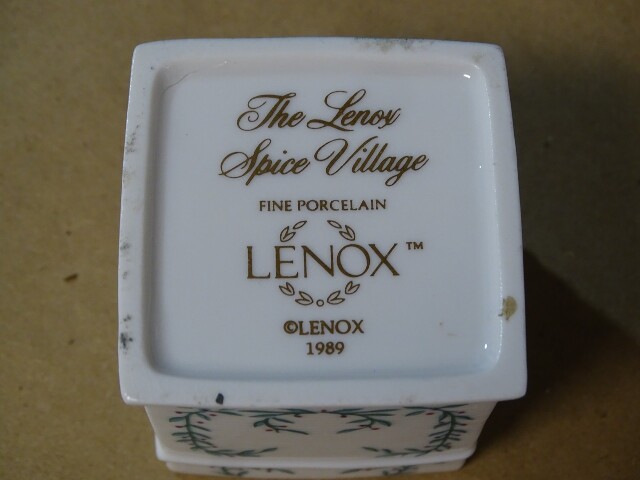 The Lenox
Spice Village
FINE PORCELAIN
LENOX™
©LENOX
1989